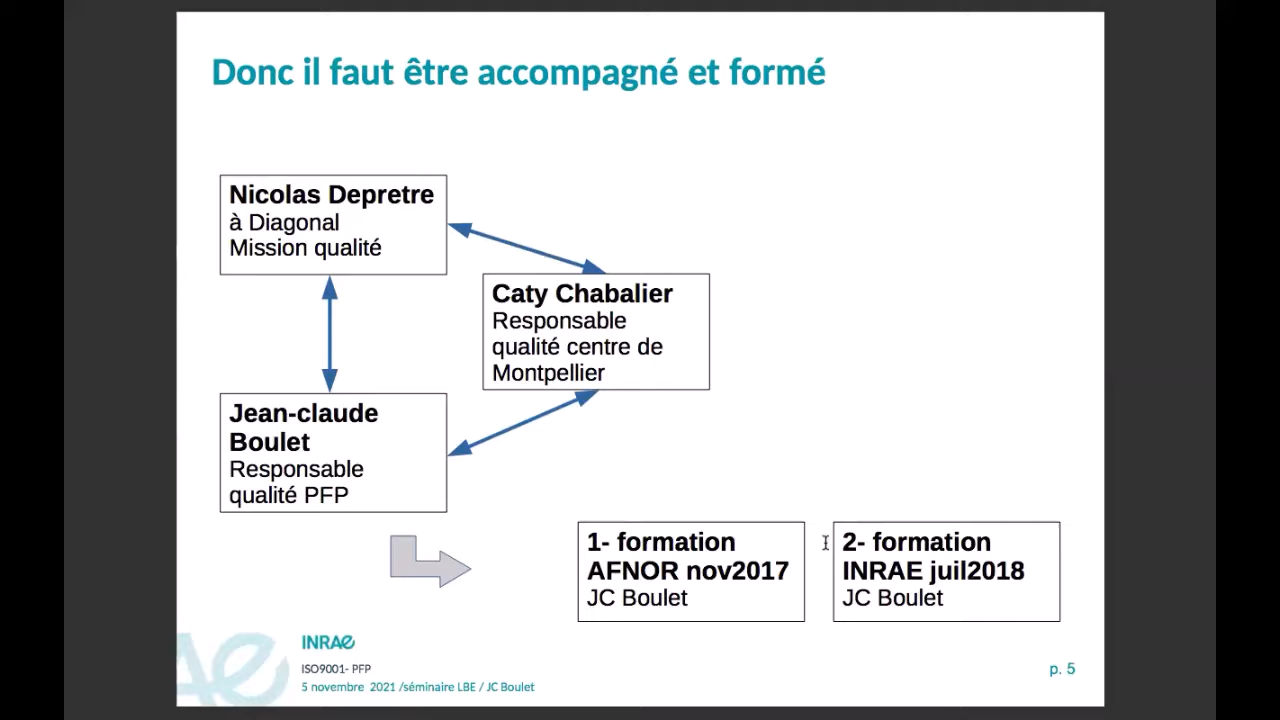 Donc il faut être accompagné et formé
Nicolas Depretre
à Diagonal
Mission qualité
Caty Chabalier
Responsable
qualité centre de
Montpellier
Jean-claude
Boulet
Responsable
qualité PFP
1- formation
AFNOR nov2017
JC Boulet
2- formation
INRAE juil2018
JC Boulet
INRAE
ISO9001- PFP
5 novembre 2021 /séminaire LBE / JC Boulet
p. 5